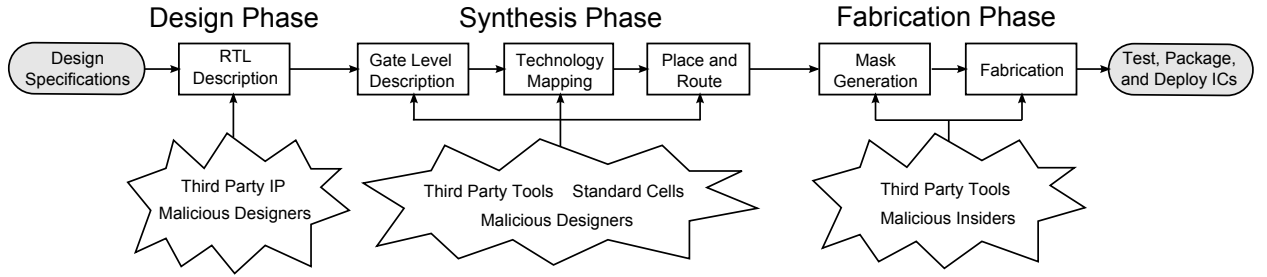 Design Phase
Synthesis Phase
Fabrication Phase
Design
Specifications
RTL
Description
Gate Level
Description
Technology
Mapping
Place and
Route
Mask
Generation
Fabrication
Test, Package,
and Deploy ICs
Third Party IP
Malicious Designers
Third Party Tools Standard Cells
Malicious Designers
Third Party Tools
Malicious Insiders